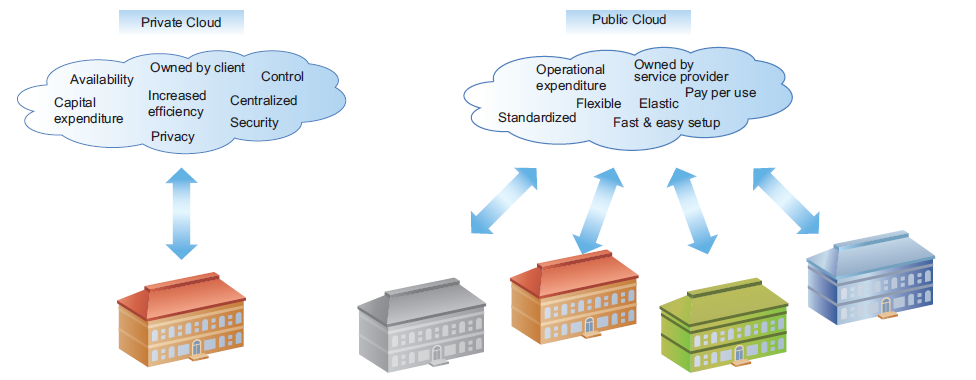 Private Cloud
Availability
Owned by client
Control
Capital
expenditure
Increased
efficiency
Centralized
Security
Privacy
Public Cloud
Operational
expenditure
Owned by
service provider
Pay per use
Flexible
Elastic
Standardized
Fast & easy setup